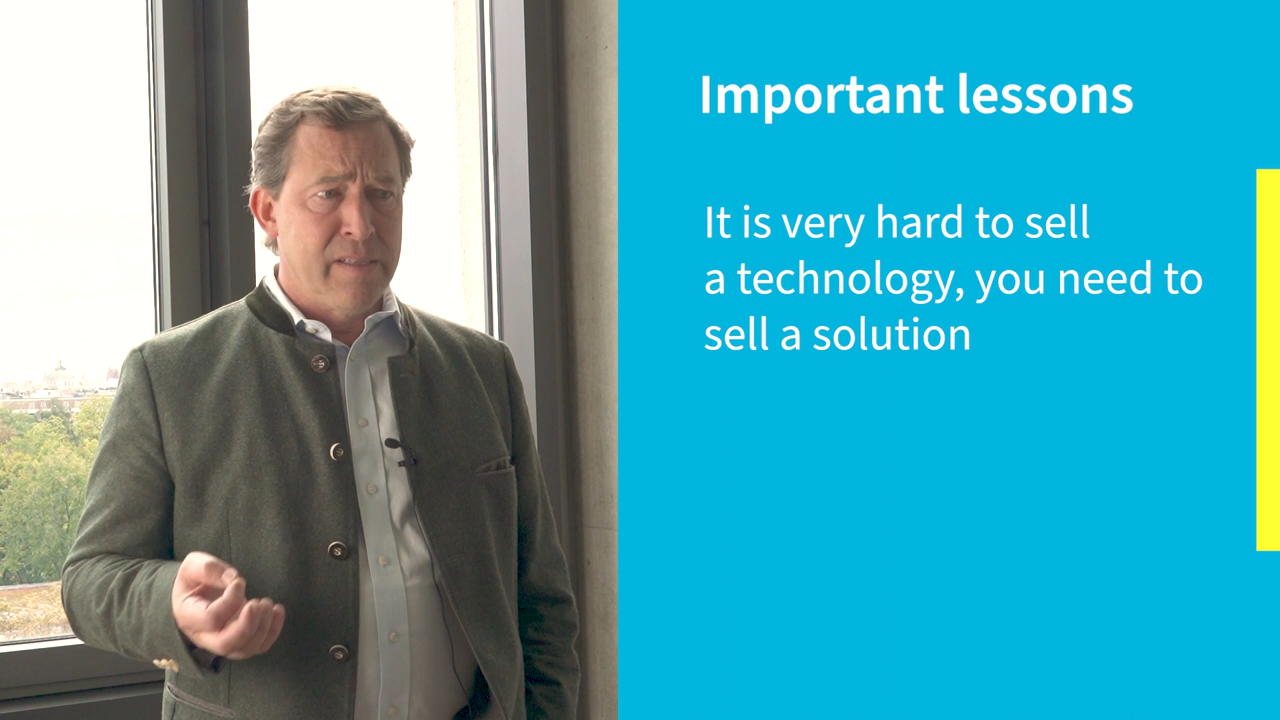 Important lessons
It is very hard to sell
a technology, you need to
sell a solution